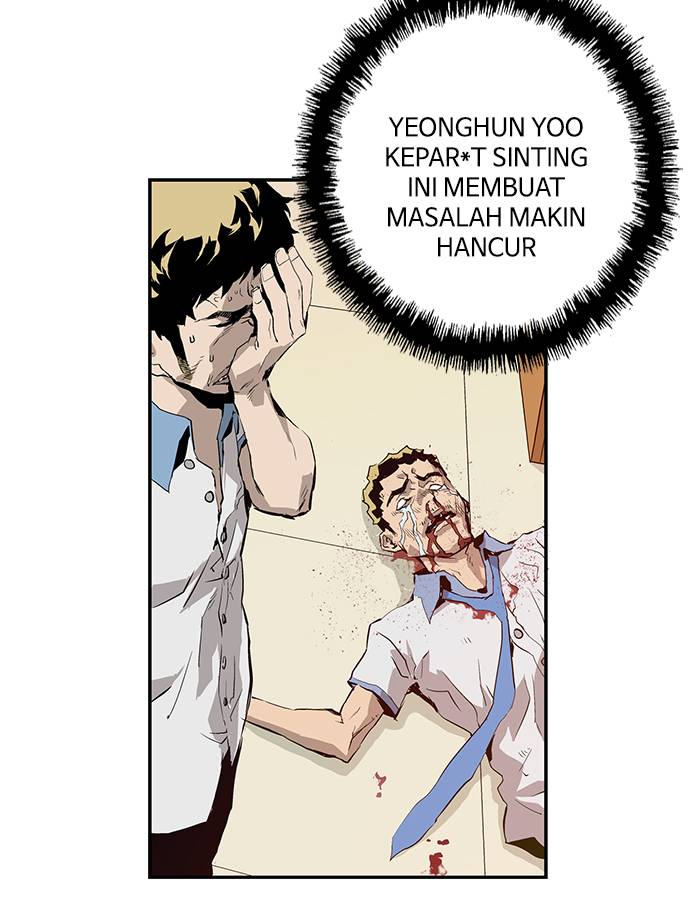 YEONGHUN YOO
KEPAR*T SINTING
INI MEMBUAT
MASALAH MAKIN
HANCUR